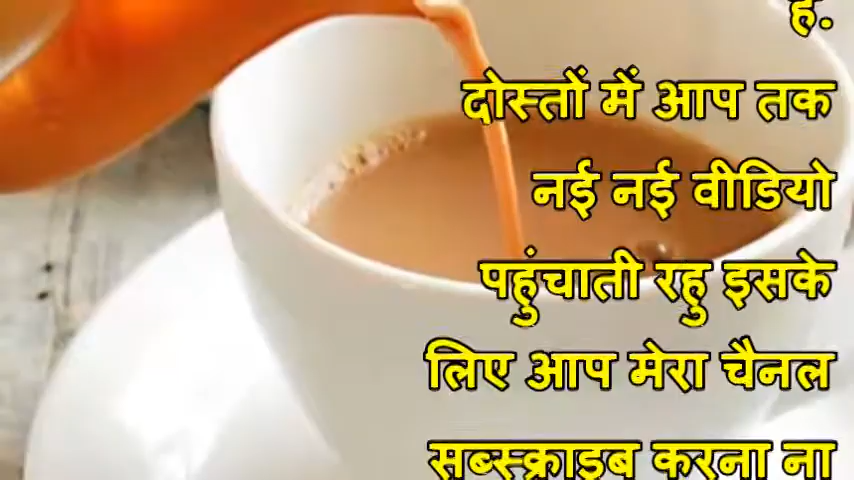 है.
दोस्तों में आप तक
नई नई वीडियो
पहुंचाती रहु इसके
लिए आप मेरा चैनल
सब्स्क्राइब करना ना